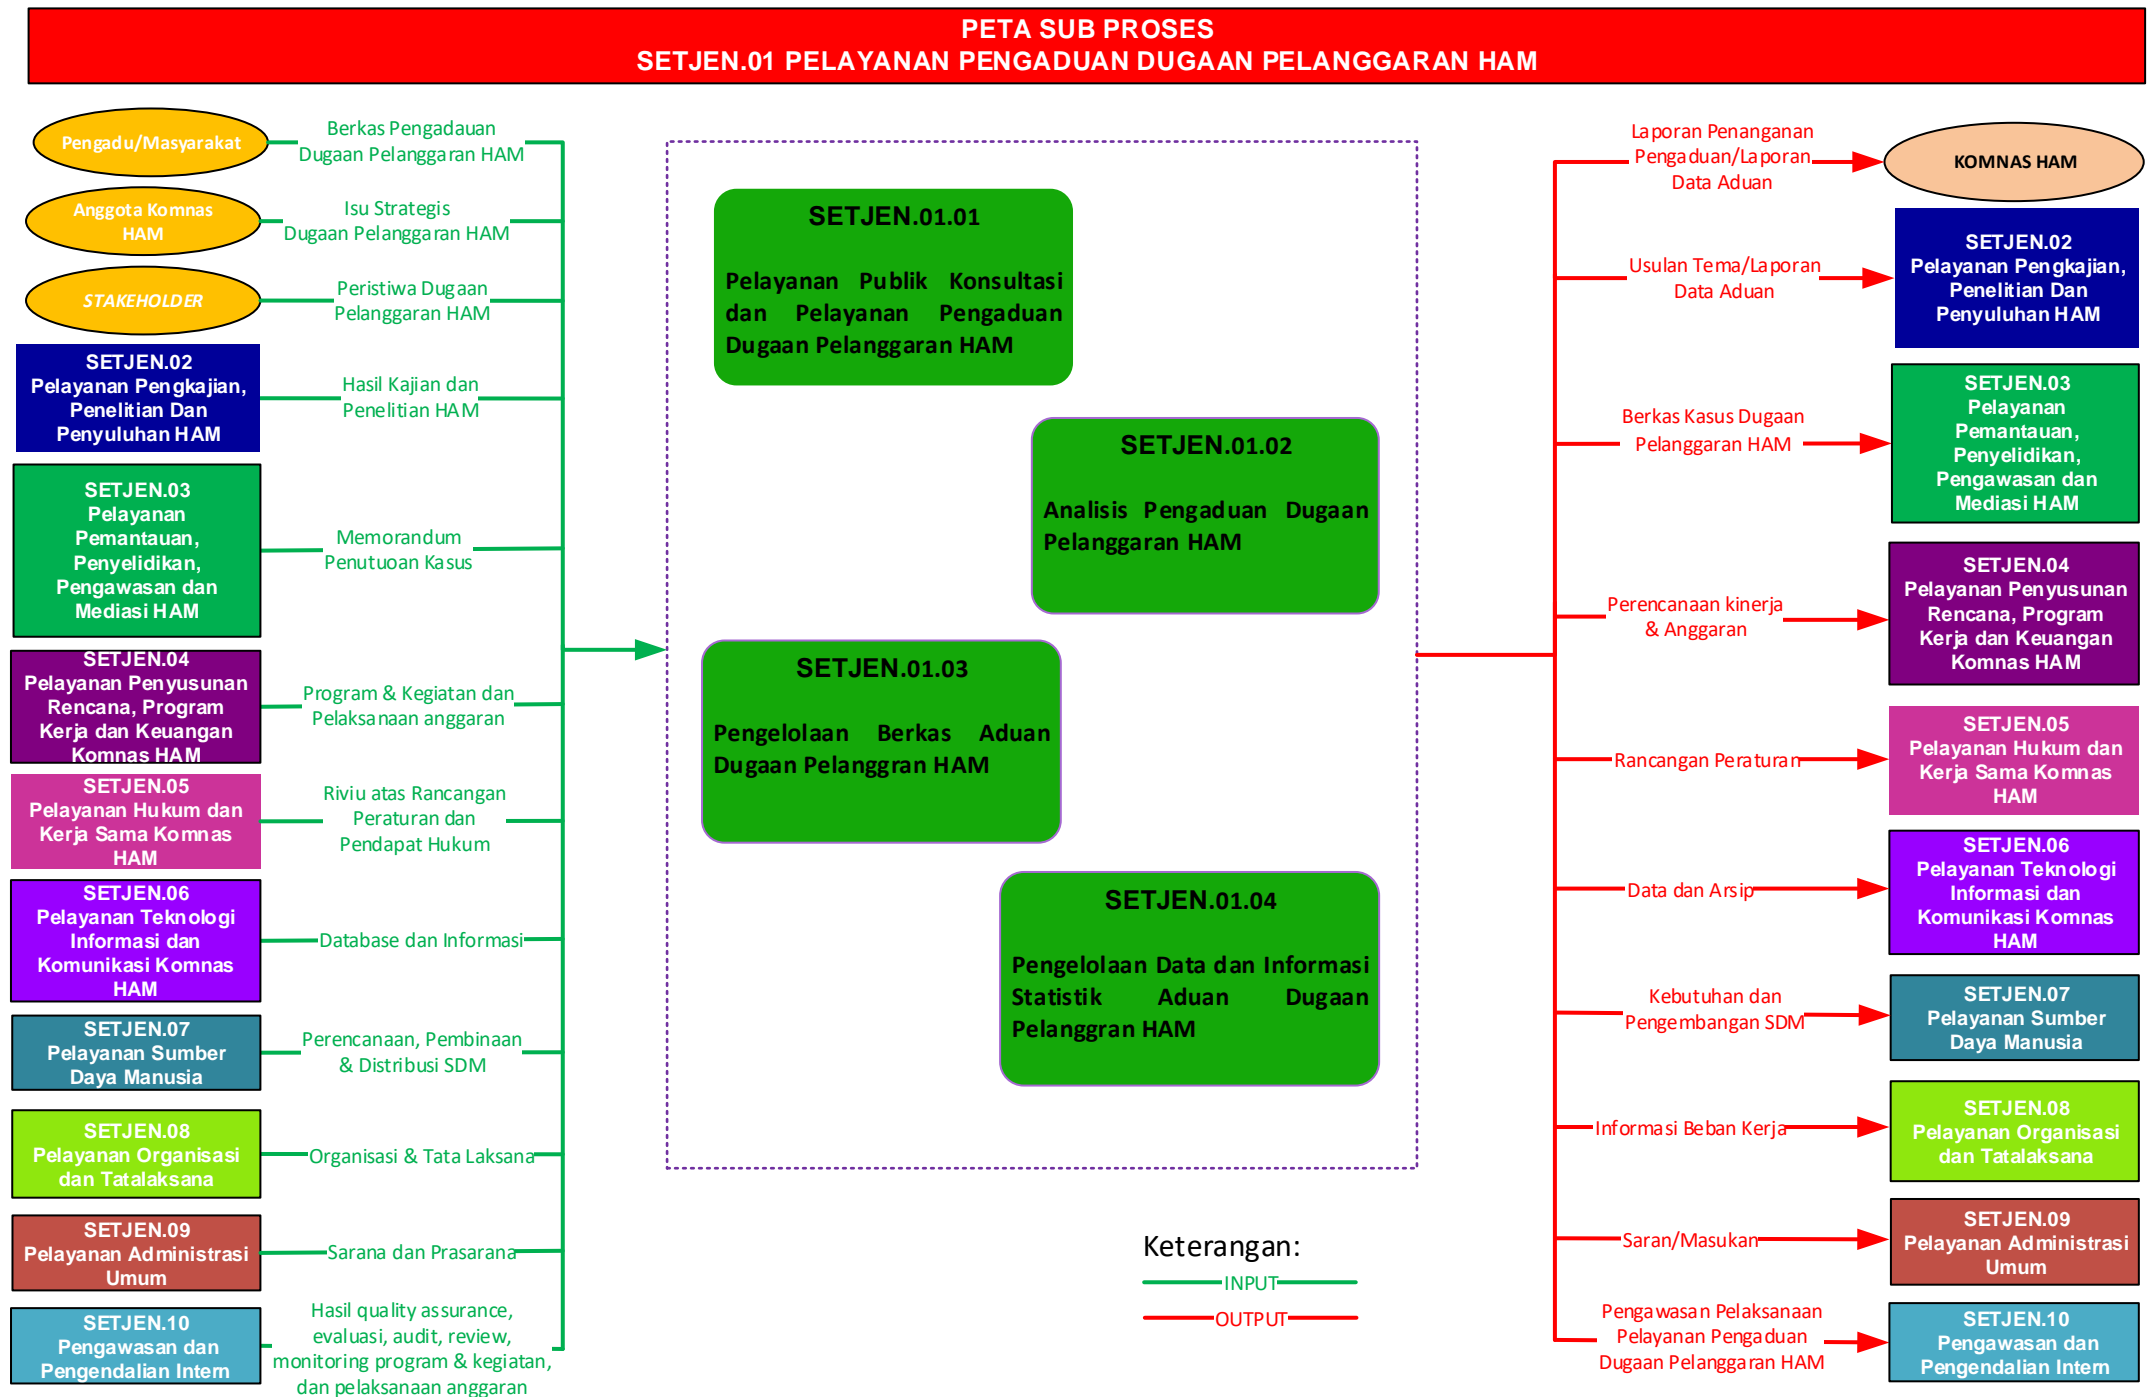 PETA SUB PROSES
SETJEN.01 PELAYANAN PENGADUAN DUGAAN PELANGGARAN HAM
Pengadu/Masyarakat
Berkas Pengadauan
Dugaan Pelanggaran HAM
Anggota Komnas
HAM
Isu Strategis
Dugaan Pelanggaran HAM
STAKEHOLDER
Peristiwa Dugaan
Pelanggaran HAM
SETJEN.02
Pelayanan Pengkajian,
Penelitian Dan
Penyuluhan HAM
Hasil Kajian dan
Penelitian HAM
SETJEN.03
Pelayanan
Pemantauan,
Penyelidikan,
Pengawasan dan
Mediasi HAM
Memorandum
Penutuoan Kasus
SETJEN.04
Pelayanan Penyusunan
Rencana, Program
Kerja dan Keuangan
Komnas HAM
Program & Kegiatan dan
Pelaksanaan anggaran
SETJEN.05
Pelayanan Hukum dan
Kerja Sama Komnas
HAM
Riviu atas Rancangan
Peraturan dan
Pendapat Hukum
SETJEN.06
Pelayanan Teknologi
Informasi dan
Komunikasi Komnas
HAM
Database dan Informasi
SETJEN.07
Pelayanan Sumber
Daya Manusia
Perencanaan, Pembinaan
& Distribusi SDM
SETJEN.08
Pelayanan Organisasi
dan Tatalaksana
Organisasi & Tata Laksana
SETJEN.09
Pelayanan Administrasi
Umum
Sarana dan Prasarana
SETJEN.10
Pengawasan dan
Pengendalian Intern
Hasil quality assurance,
evaluasi, audit, review,
monitoring program & kegiatan,
dan pelaksanaan anggaran
SETJEN.01.01
Pelayanan Publik Konsultasi
dan Pelayanan Pengaduan
Dugaan Pelanggaran HAM
SETJEN.01.02
Analisis Pengaduan Dugaan
Pelanggaran HAM
SETJEN.01.03
Pengelolaan Berkas Aduan
Dugaan Pelanggran HAM
SETJEN.01.04
Pengelolaan Data dan Informasi
Statistik Aduan Dugaan
Pelanggran HAM
Keterangan:
INPUT
OUTPUT
Laporan Penanganan
Pengaduan/Laporan
Data Aduan
KOMNAS HAM
Usulan Tema/Laporan
Data Aduan
SETJEN.02
Pelayanan Pengkajian,
Penelitian Dan
Penyuluhan HAM
Berkas Kasus Dugaan
Pelanggaran HAM
SETJEN.03
Pelayanan
Pemantauan,
Penyelidikan,
Pengawasan dan
Mediasi HAM
Perencanaan kinerja
& Anggaran
SETJEN.04
Pelayanan Penyusunan
Rencana, Program
Kerja dan Keuangan
Komnas HAM
Rancangan Peraturan
SETJEN.05
Pelayanan Hukum dan
Kerja Sama Komnas
HAM
Data dan Arsip
SETJEN.06
Pelayanan Teknologi
Informasi dan
Komunikasi Komnas
HAM
Kebutuhan dan
Pengembangan SDM
SETJEN.07
Pelayanan Sumber
Daya Manusia
Informasi Beban Kerja
SETJEN.08
Pelayanan Organisasi
dan Tatalaksana
Saran/Masukan
SETJEN.09
Pelayanan Administrasi
Umum
Pengawasan Pelaksanaan
Pelayanan Pengaduan
Dugaan Pelanggaran HAM
SETJEN.10
Pengawasan dan
Pengendalian Intern